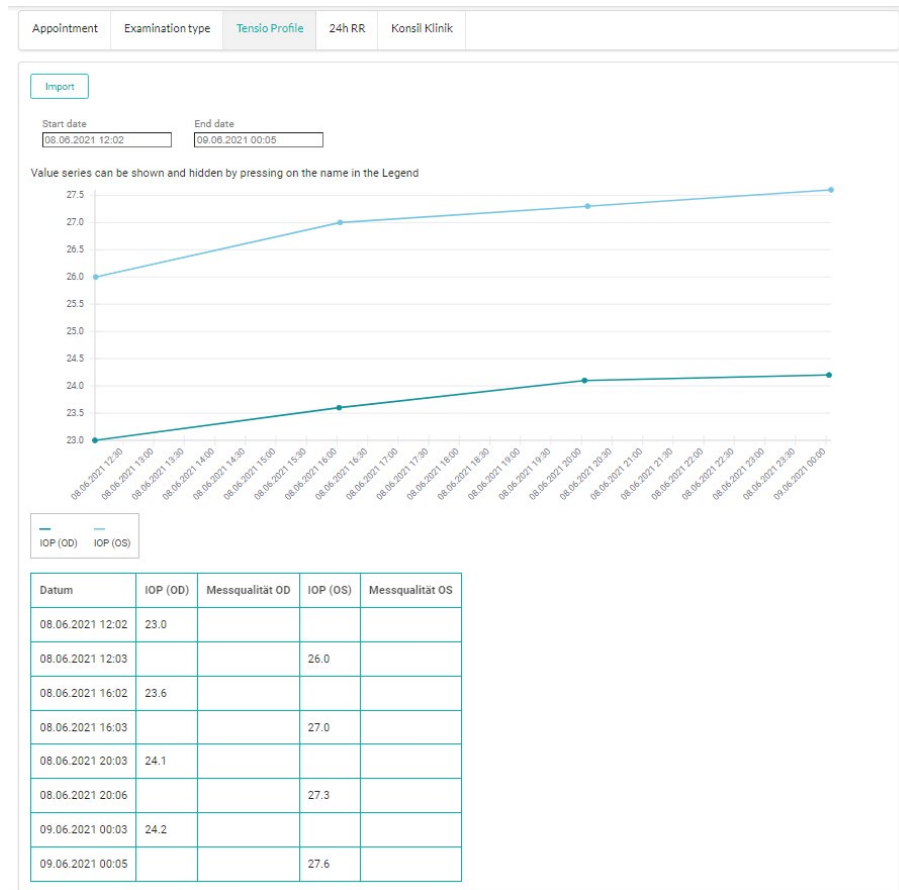 Appointment Examination type Tensio Profile 24h RR Konsil Klinik
Import
Start date End date
08.06.2021 12:02 09.06.2021 00:05
Value series can be shown and hidden by pressing on the name in the Legend
27.5
27.0
26.5
26.0
25.5
25.0
24.5
24.0
23.5
23.0
08.06.2021 12:30 08.06.2021 13:00 08.06.2021 13:30 08.06.2021 14:00 08.06.2021 14:30 08.06.2021 15:00 08.06.2021 15:30 08.06.2021 16:00 08.06.2021 16:30 08.06.2021 17:00 08.06.2021 17:30 08.06.2021 18:00 08.06.2021 18:30 08.06.2021 19:00 08.06.2021 19:30 08.06.2021 20:00 08.06.2021 20:30 08.06.2021 21:00 08.06.2021 21:30 08.06.2021 22:00 08.06.2021 22:30 08.06.2021 23:00 08.06.2021 23:30 09.06.2021 00:00
IOP (OD) IOP (OS)
Datum IOP (OD) Messqualität OD IOP (OS) Messqualität OS
08.06.2021 12:02 23.0
08.06.2021 12:03 26.0
08.06.2021 16:02 23.6
08.06.2021 16:03 27.0
08.06.2021 20:03 24.1
08.06.2021 20:06 27.3
09.06.2021 00:03 24.2
09.06.2021 00:05 27.6